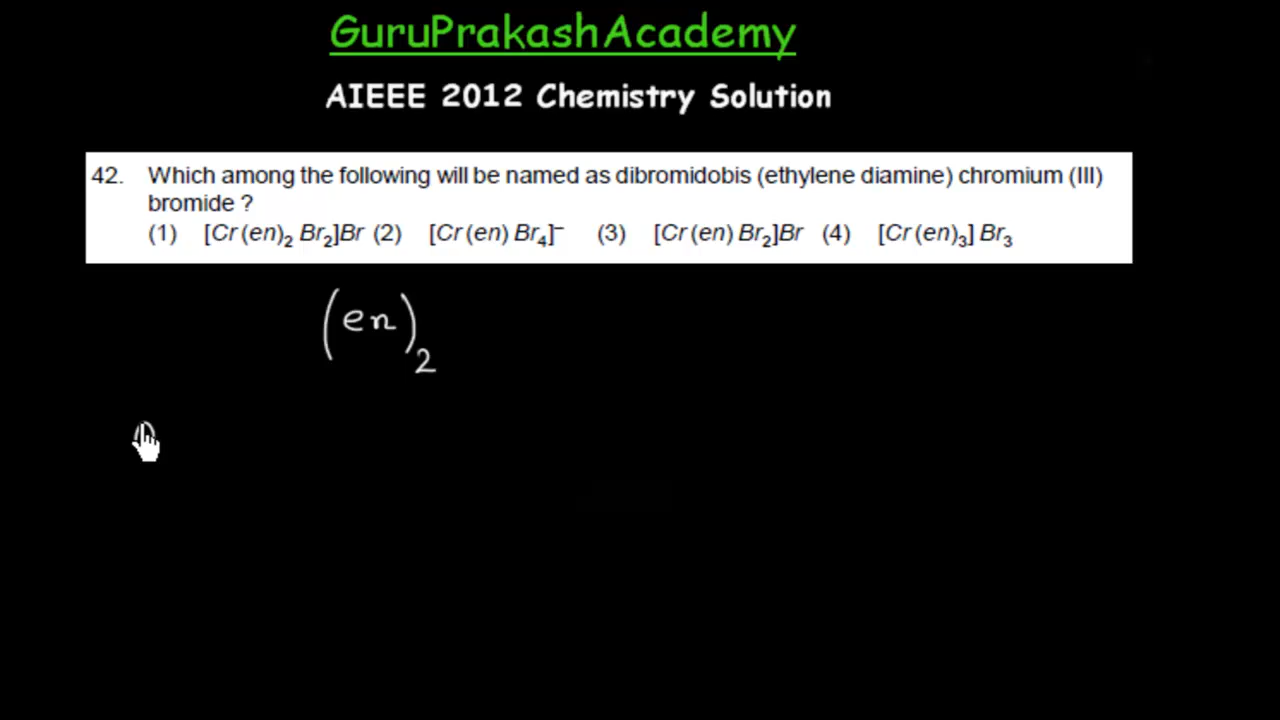 GuruPrakashAcademy
AIEEE 2012 Chemistry Solution
42. Which among the following will be named as dibromidobis (ethylene diamine) chromium (III)
bromide ?
(1) [Cr(en)₂ Br₂]Br (2) [Cr(en) Br₄]⁻ (3) [Cr(en) Br₂]Br (4) [Cr(en)₃] Br₃
(en)₂